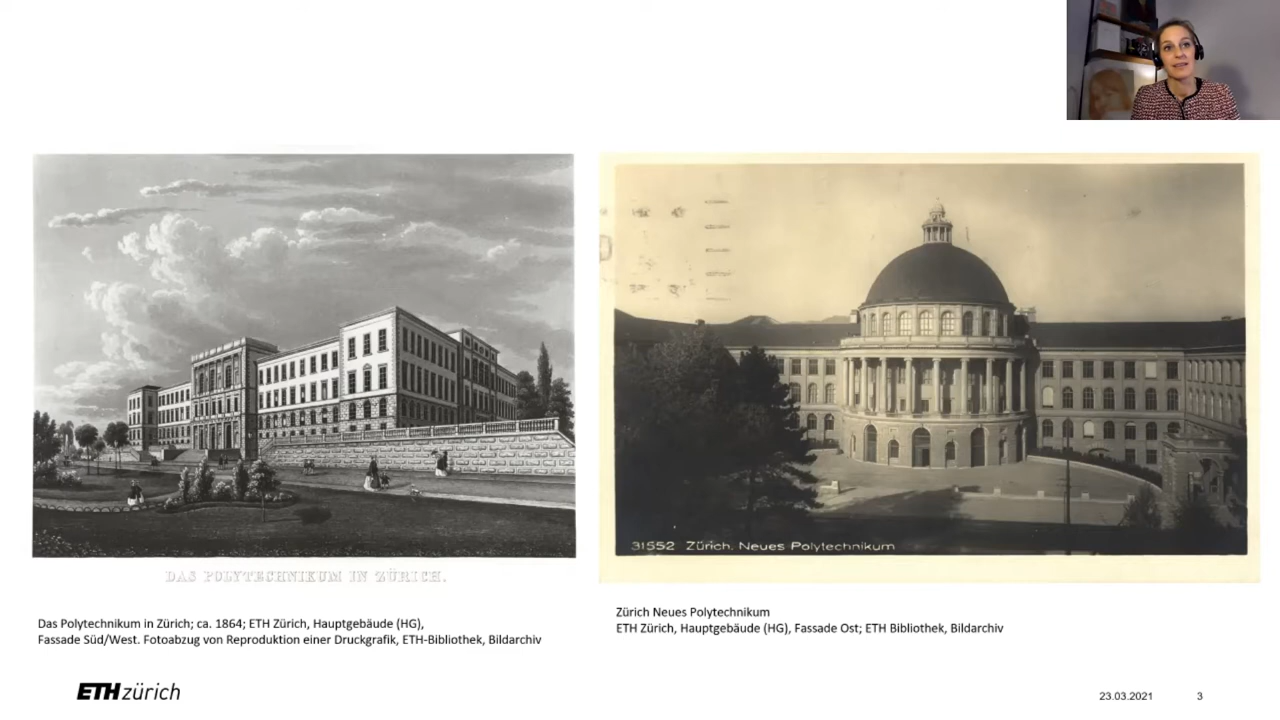 DAS POLYTECHNIKUM IN ZÜRICH.
31552 Zürich. Neues Polytechnikum
Das Polytechnikum in Zürich; ca. 1864; ETH Zürich, Hauptgebäude (HG),
Fassade Süd/West. Fotoabzug von Reproduktion einer Druckgrafik, ETH-Bibliothek, Bildarchiv
Zürich Neues Polytechnikum
ETH Zürich, Hauptgebäude (HG), Fassade Ost; ETH Bibliothek, Bildarchiv
ETH zürich
23.03.2021 3